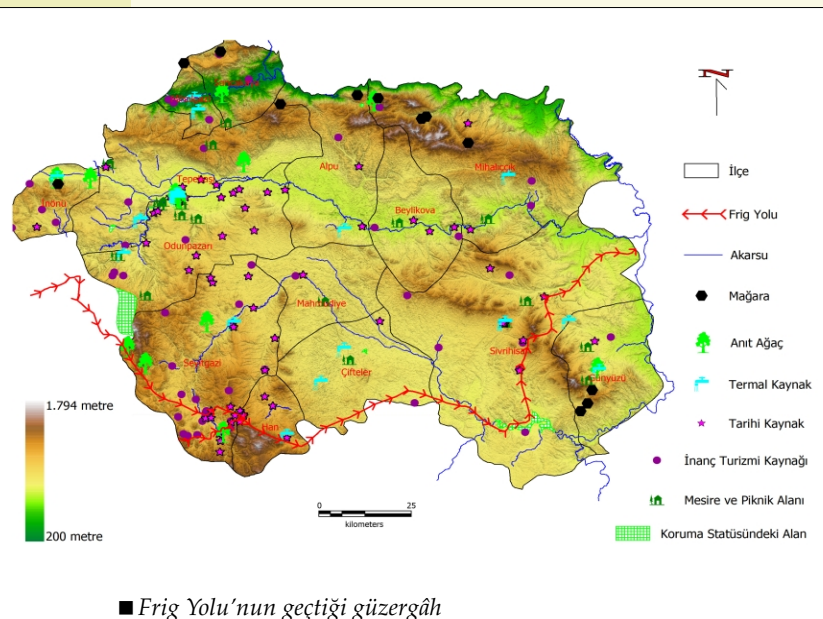 Alpu
Mihalıççık
Tepebaşı
İnönü
Beylikova
Odunpazarı
Mahmudiye
Sivrihisar
Seyitgazi
Çifteler
Günyüzü
Han
İlçe
Frig Yolu
Akarsu
Mağara
Anıt Ağaç
Termal Kaynak
Tarihi Kaynak
İnanç Turizmi Kaynağı
Mesire ve Piknik Alanı
Koruma Statüsündeki Alan
1.794 metre
200 metre
0 25
kilometers
■ Frig Yolu'nun geçtiği güzergâh